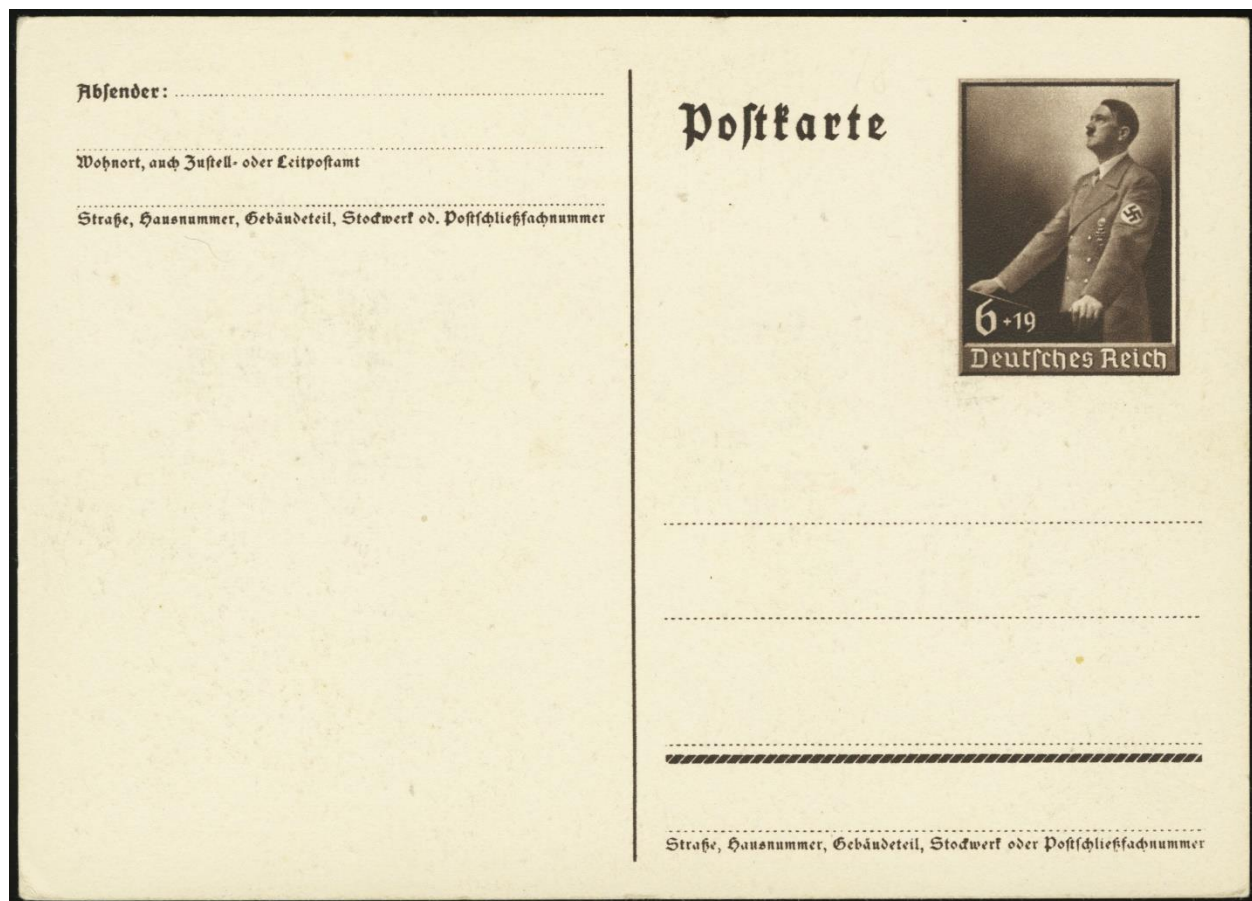 Absender:
Wohnort, auch Zustell- oder Leitpostamt
Straße, Hausnummer, Gebäudeteil, Stockwerk od. Postschließfachnummer
Postkarte
6+19
Deutsches Reich
Straße, Hausnummer, Gebäudeteil, Stockwerk oder Postschließfachnummer